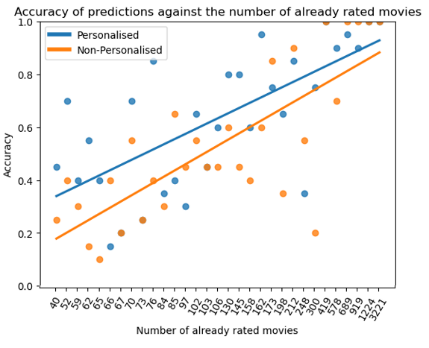 Accuracy of predictions against the number of already rated movies
Personalised
Non-Personalised
Accuracy
1.0
0.8
0.6
0.4
0.2
0.0
40 52 59 62 65 66 67 70 73 76 84 85 97 102 103 106 130 145 158 162 173 198 212 248 300 419 578 689 919 1224 3221
Number of already rated movies